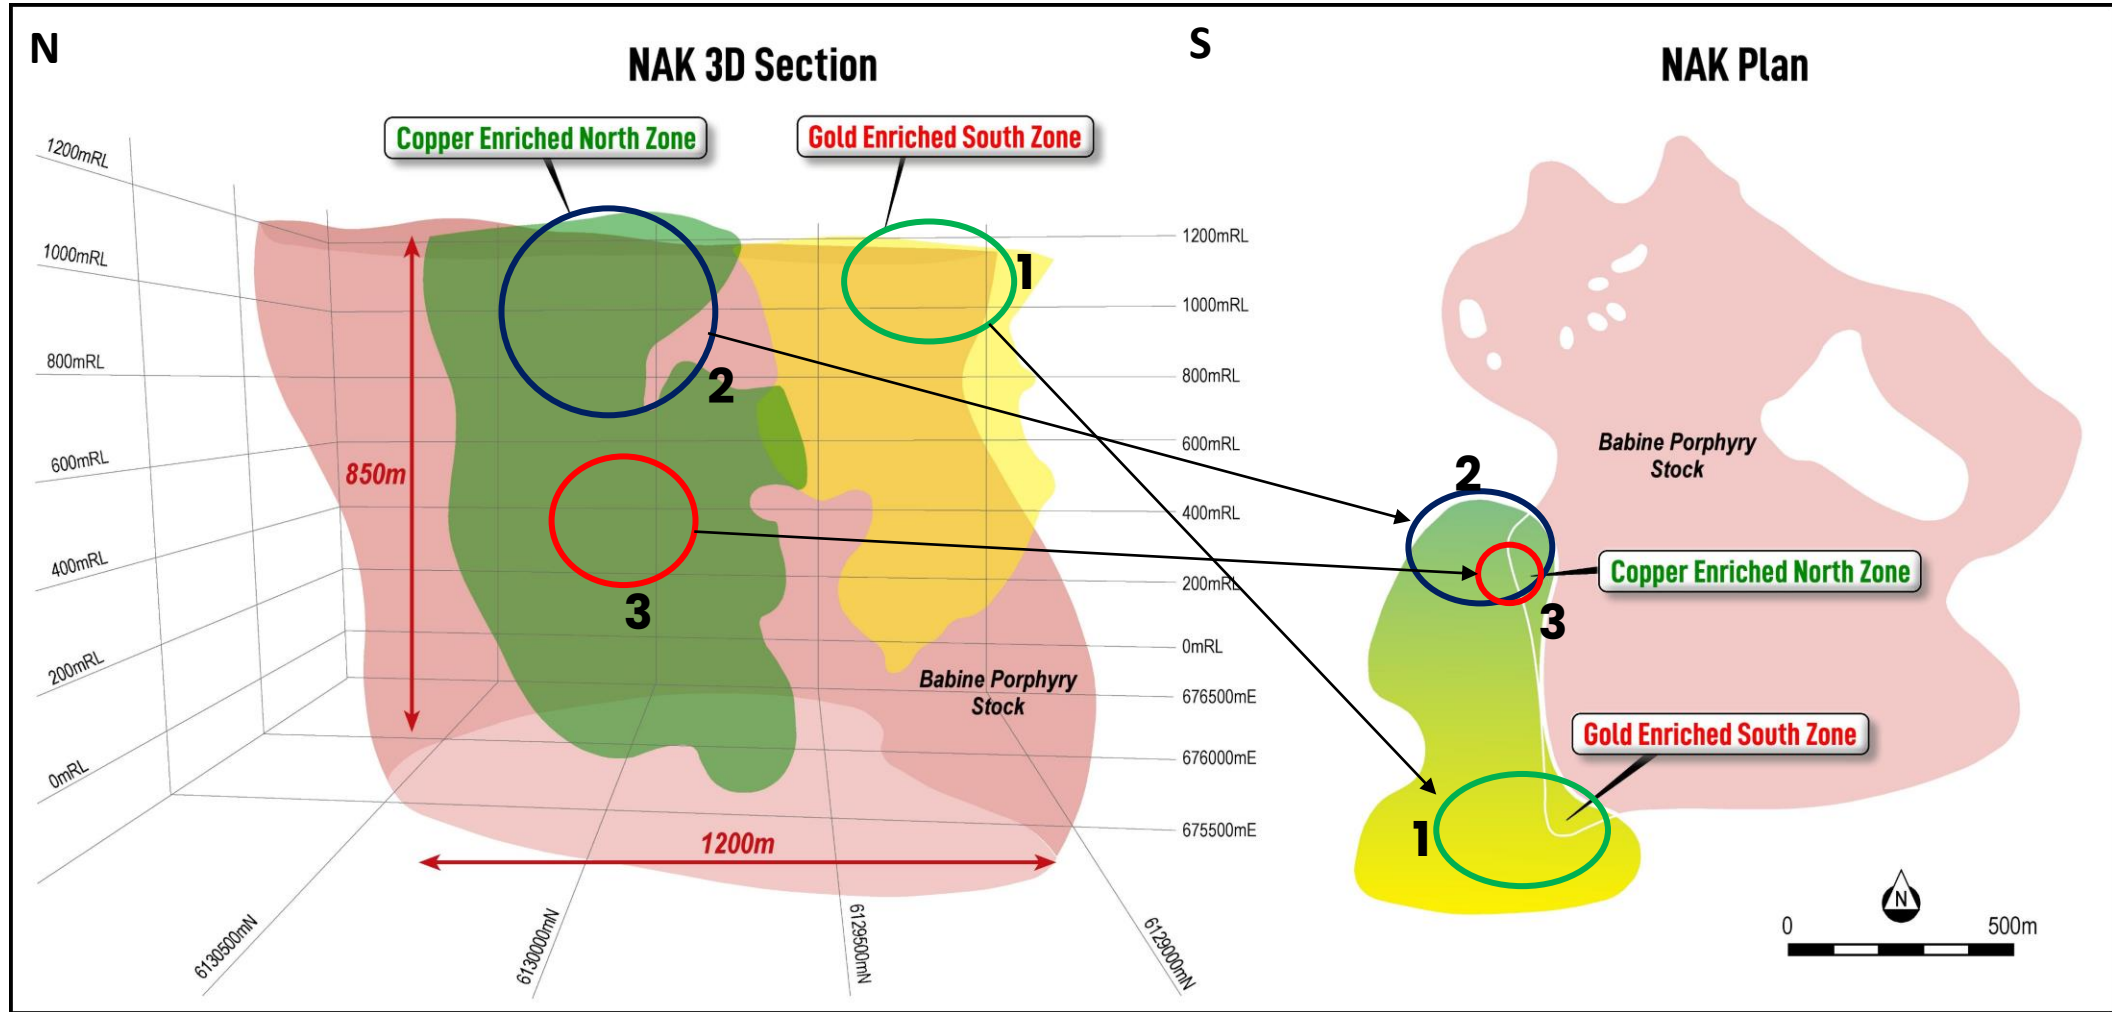 N
NAK 3D Section
S
NAK Plan
Copper Enriched North Zone
Gold Enriched South Zone
1200mRL
1000mRL
800mRL
600mRL
400mRL
200mRL
0mRL
850m
1
2
3
1200mRL
1000mRL
800mRL
600mRL
400mRL
200mRL
0mRL
676500mE
676000mE
675500mE
Babine Porphyry
Stock
1200m
6130500mN
6130000mN
6129500mN
6129000mN
Babine Porphyry
Stock
2
Copper Enriched North Zone
3
Gold Enriched South Zone
1
N
0
500m